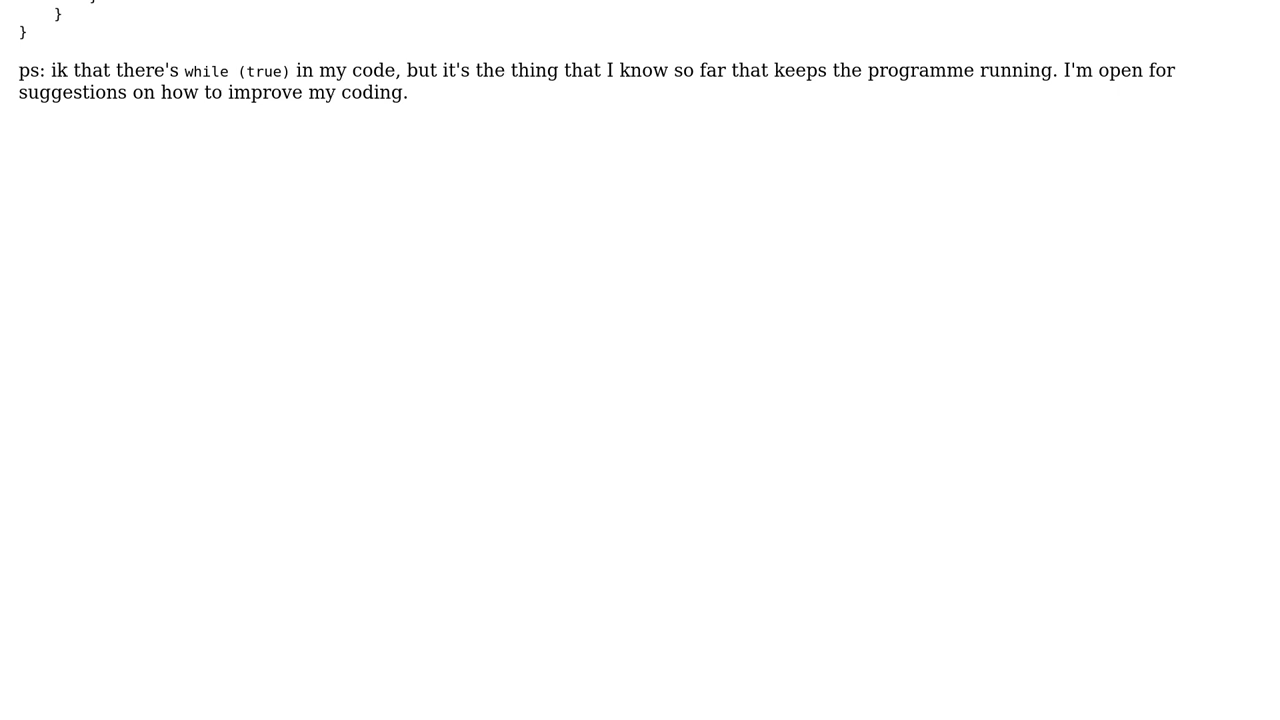 }
}
ps: ik that there's while (true) in my code, but it's the thing that I know so far that keeps the programme running. I'm open for
suggestions on how to improve my coding.